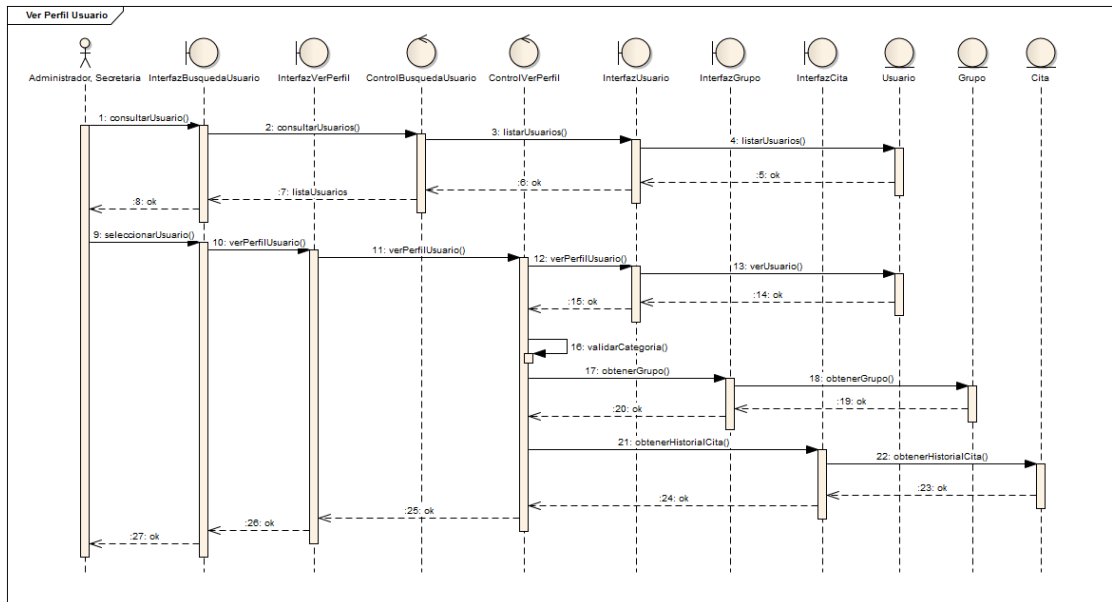 Ver Perfil Usuario
Administrador, Secretaria
InterfazBusquedaUsuario
InterfazVerPerfil
ControlBusquedaUsuario
ControlVerPerfil
InterfazUsuario
InterfazGrupo
InterfazCita
Usuario
Grupo
Cita
1: consultarUsuario()
2: consultarUsuarios()
3: listarUsuarios()
4: listarUsuarios()
:5: ok
:6: ok
:7: listaUsuarios
:8: ok
9: seleccionarUsuario()
10: verPerfilUsuario()
11: verPerfilUsuario()
12: verPerfilUsuario()
13: verUsuario()
:14: ok
:15: ok
16: validarCategoria()
17: obtenerGrupo()
18: obtenerGrupo()
:19: ok
:20: ok
21: obtenerHistorialCita()
22: obtenerHistorialCita()
:23: ok
:24: ok
:25: ok
:26: ok
:27: ok